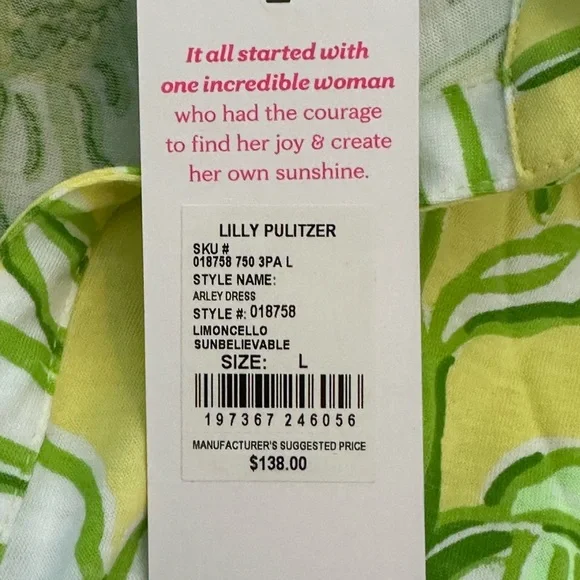 It all started with
one incredible woman
who had the courage
to find her joy & create
her own sunshine.
LILLY PULITZER
SKU #
018758 750 3PA L
STYLE NAME:
ARLEY DRESS
STYLE #: 018758
LIMONCELLO
SUNBELIEVABLE
SIZE: L
197367 246056
MANUFACTURER'S SUGGESTED PRICE
$138.00